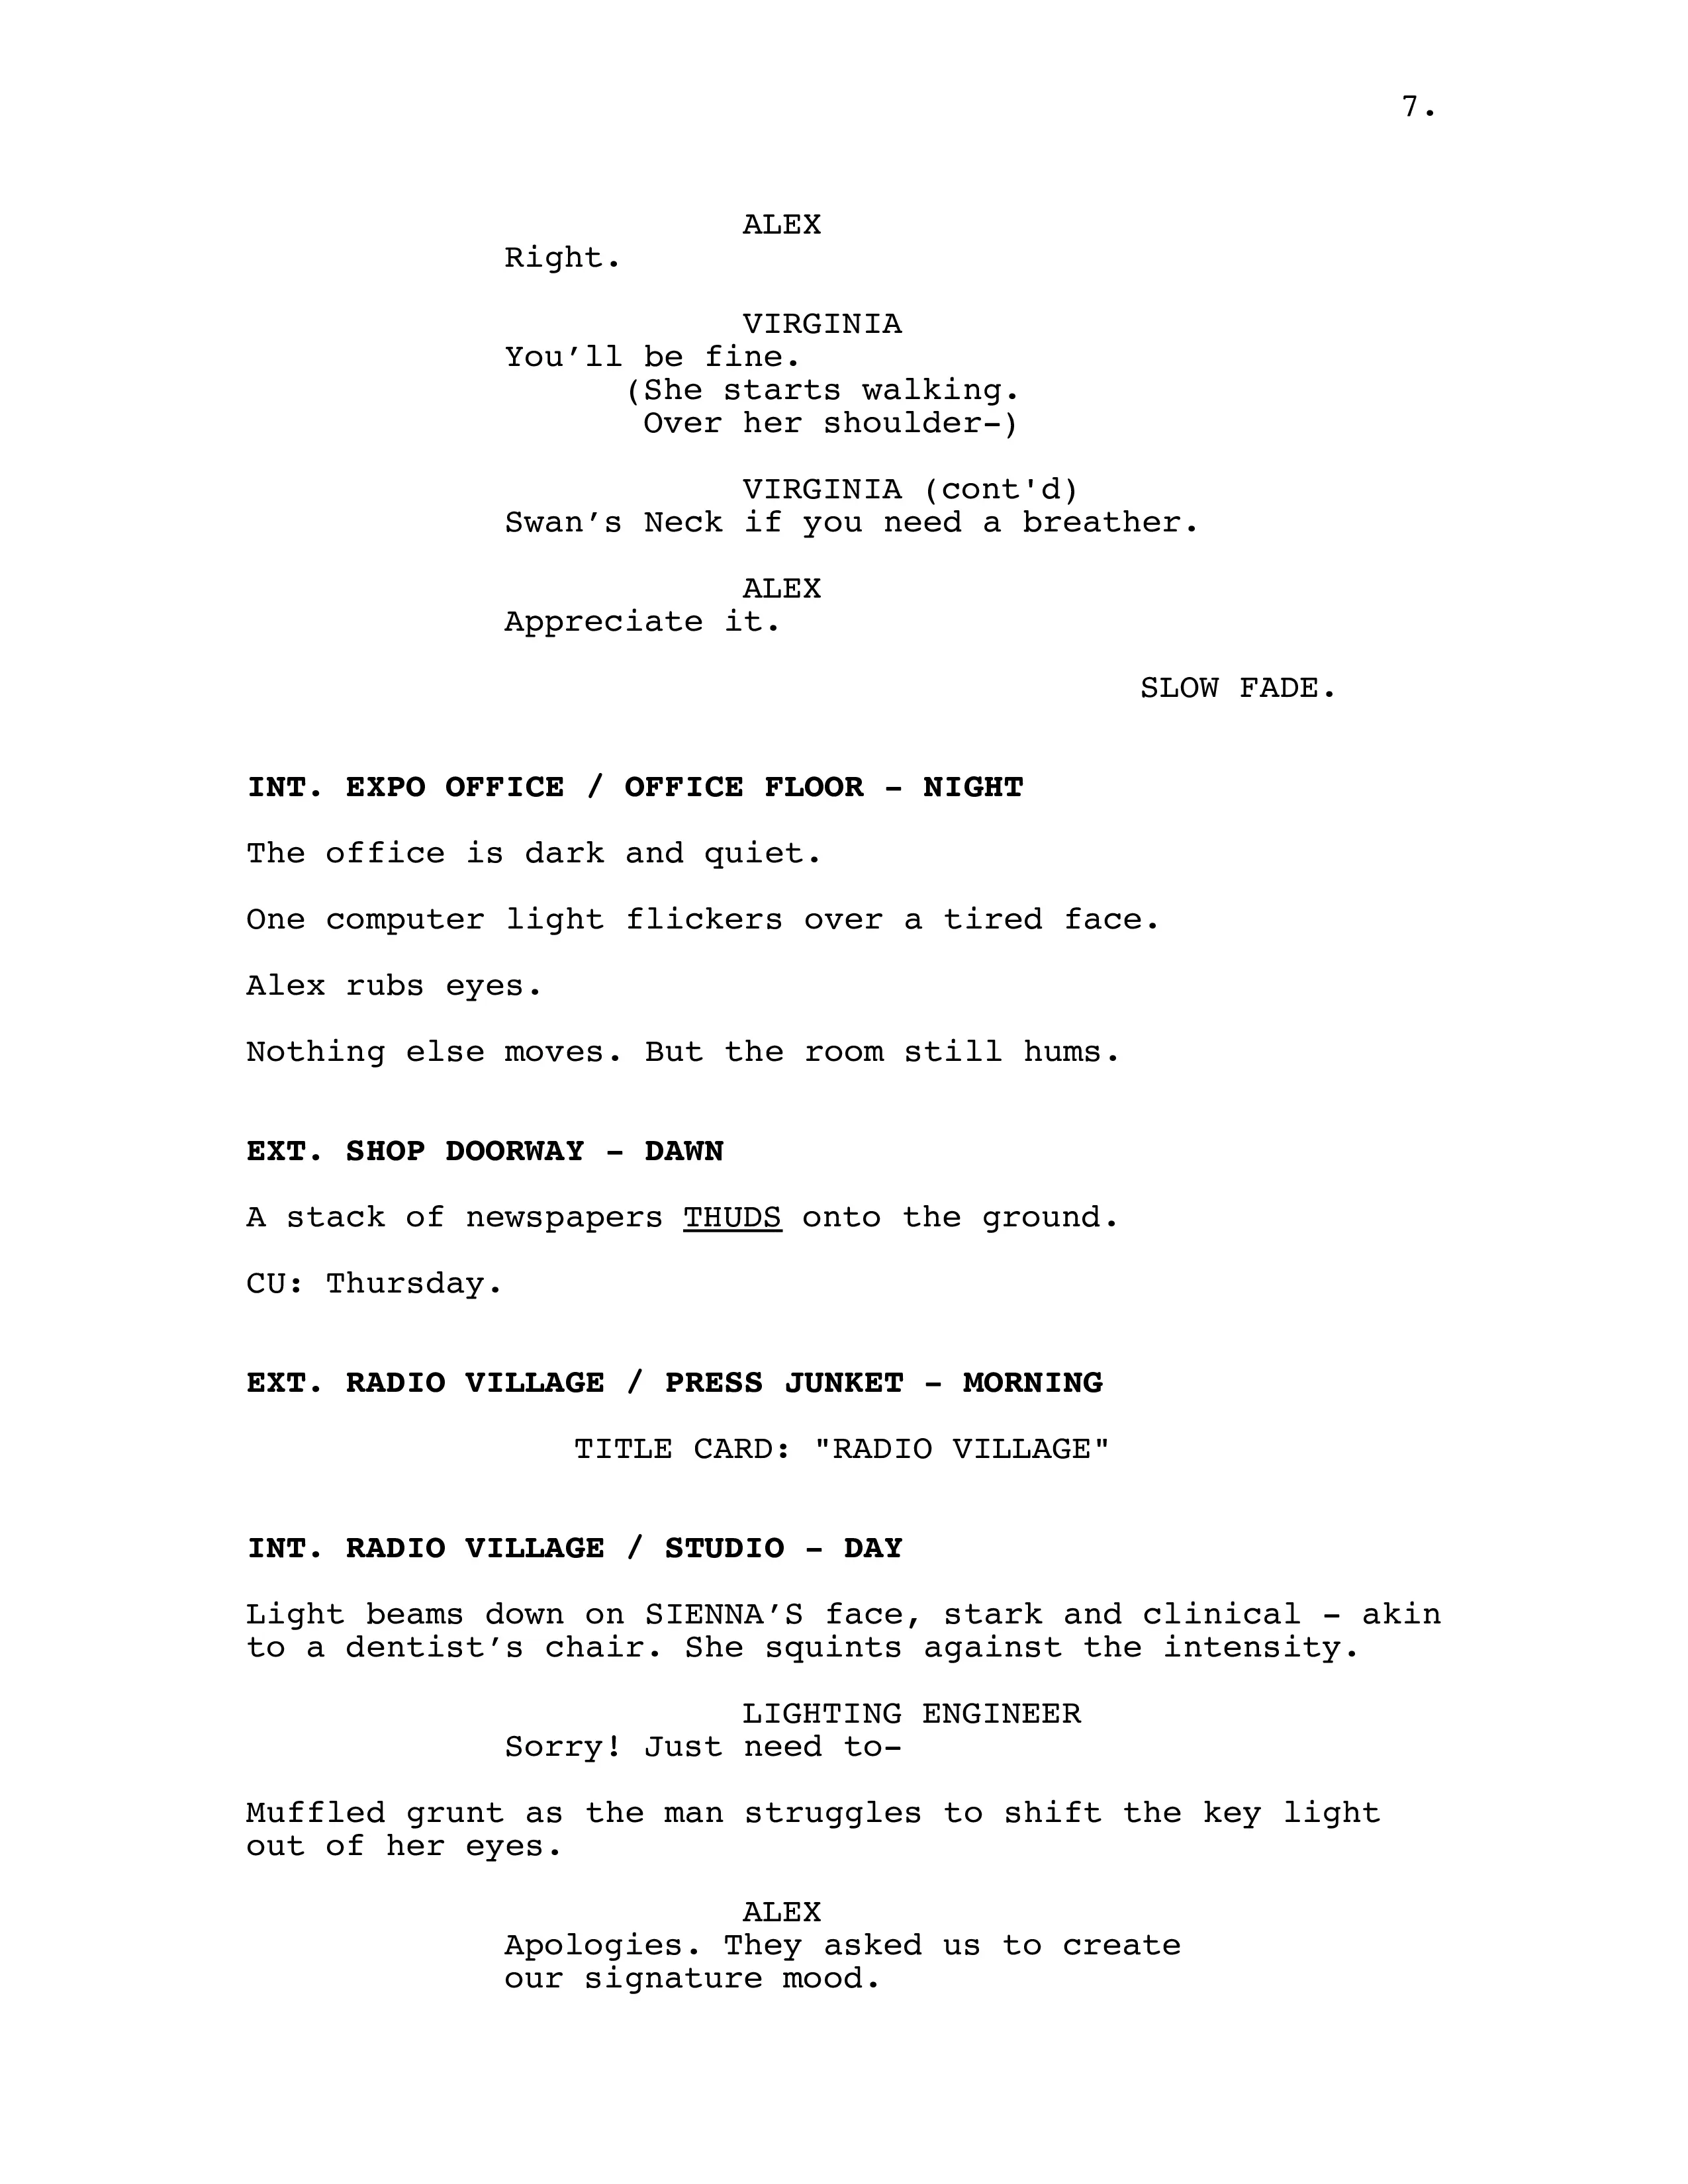 7.
ALEX
Right.
VIRGINIA
You’ll be fine.
(She starts walking.
Over her shoulder-)
VIRGINIA (cont'd)
Swan’s Neck if you need a breather.
ALEX
Appreciate it.
SLOW FADE.
INT. EXPO OFFICE / OFFICE FLOOR - NIGHT
The office is dark and quiet.
One computer light flickers over a tired face.
Alex rubs eyes.
Nothing else moves. But the room still hums.
EXT. SHOP DOORWAY - DAWN
A stack of newspapers THUDS onto the ground.
CU: Thursday.
EXT. RADIO VILLAGE / PRESS JUNKET - MORNING
TITLE CARD: "RADIO VILLAGE"
INT. RADIO VILLAGE / STUDIO - DAY
Light beams down on SIENNA’S face, stark and clinical - akin
to a dentist’s chair. She squints against the intensity.
LIGHTING ENGINEER
Sorry! Just need to-
Muffled grunt as the man struggles to shift the key light
out of her eyes.
ALEX
Apologies. They asked us to create
our signature mood.